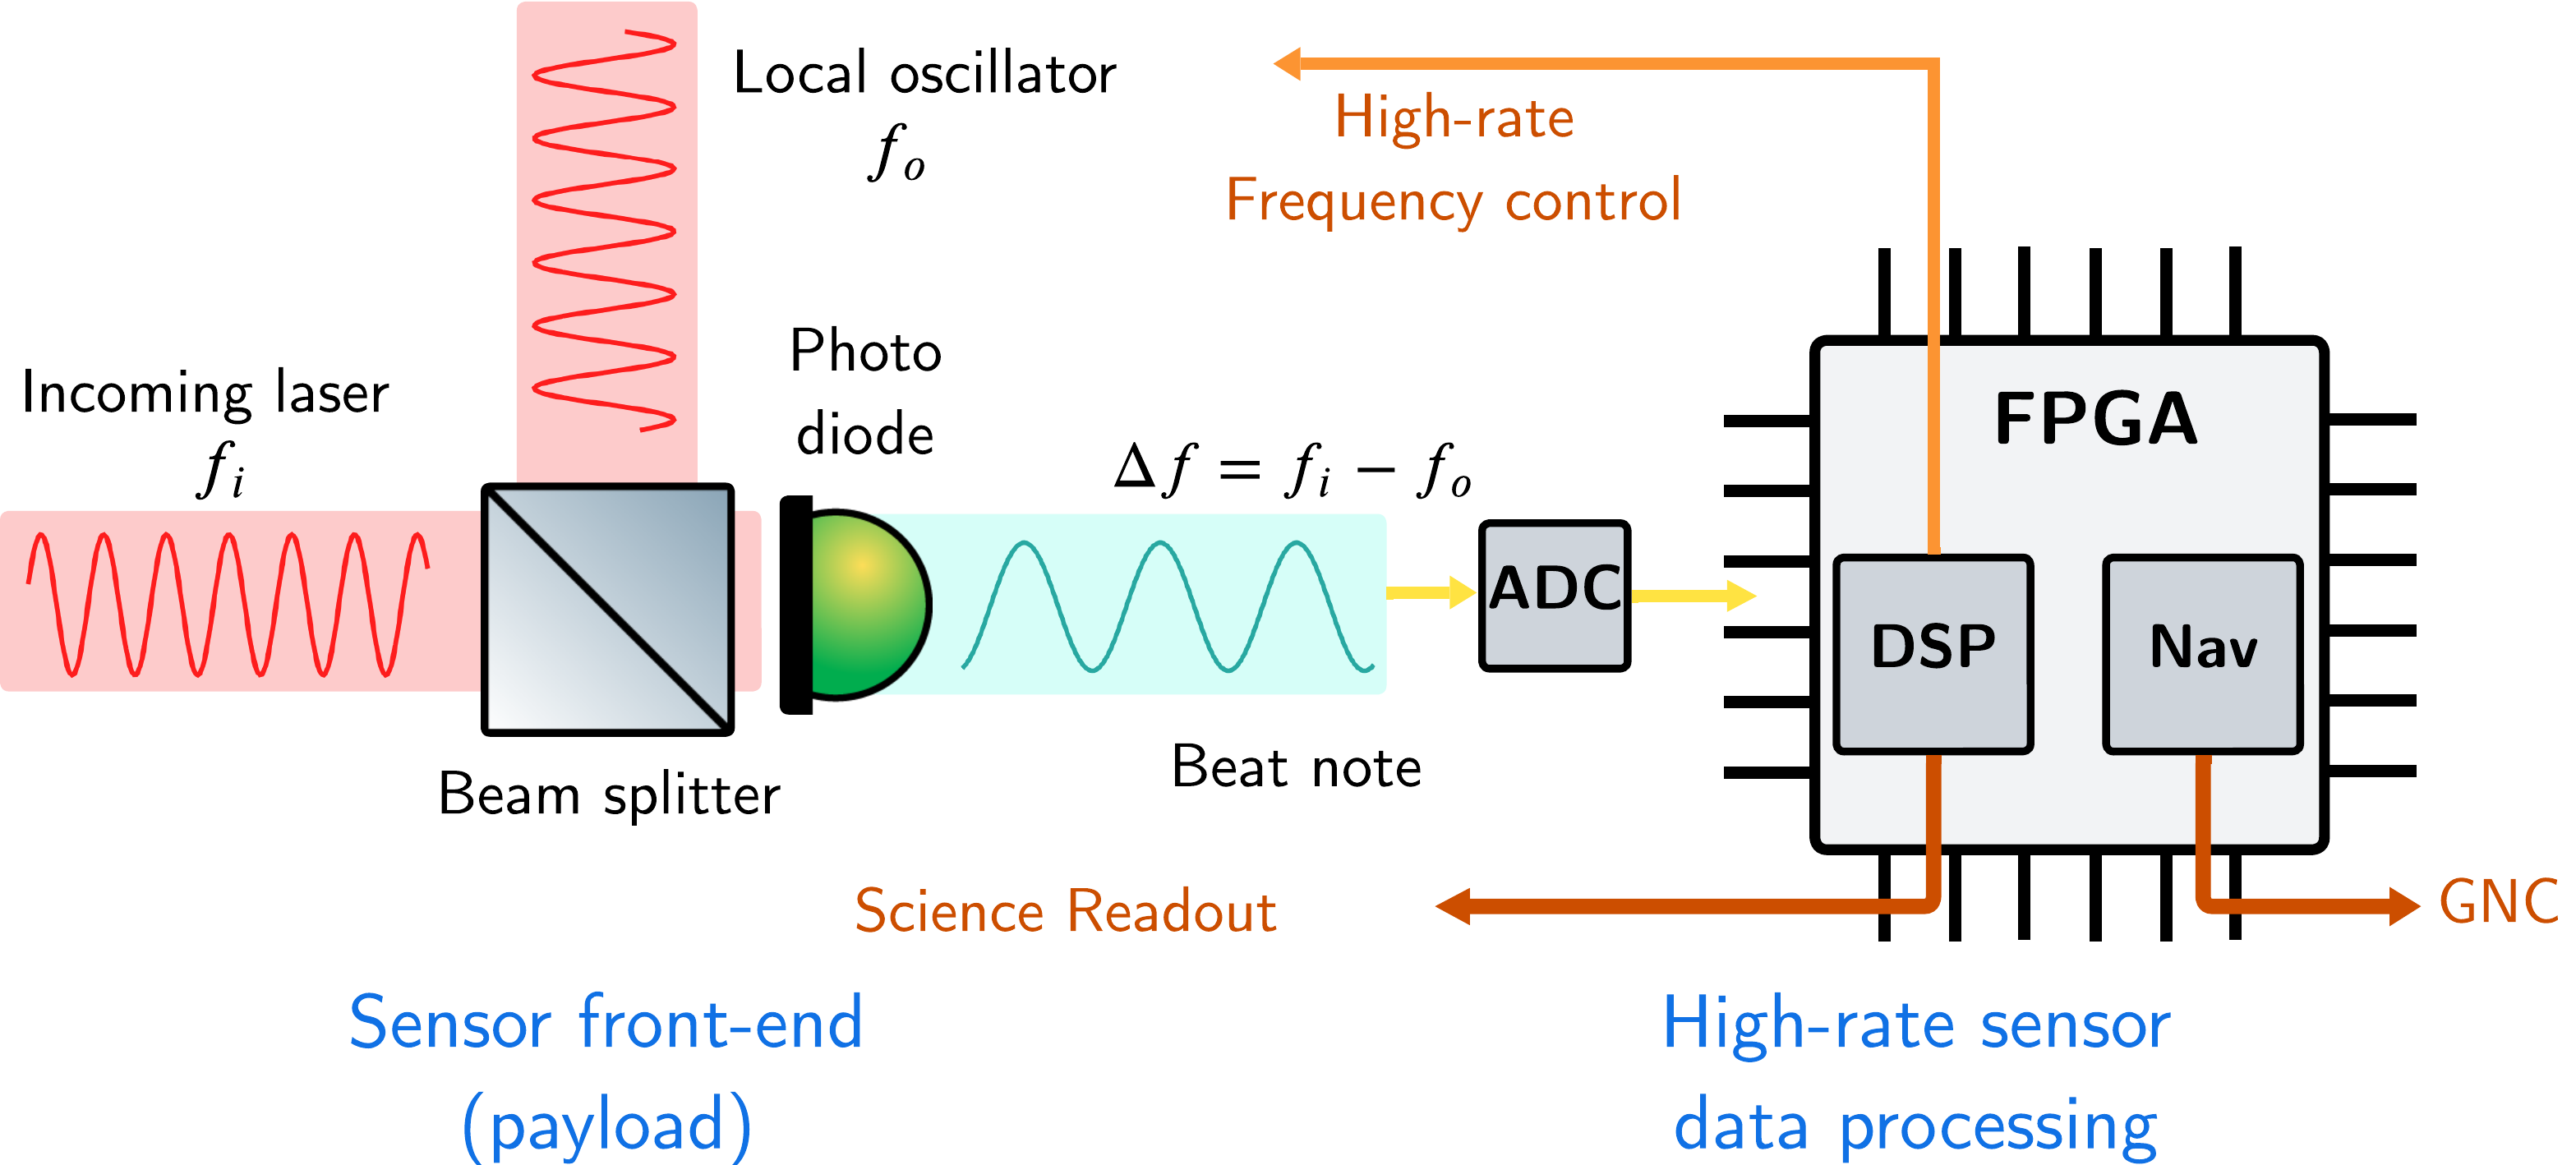 Local oscillator
f_o
High-rate
Frequency control
Incoming laser
f_i
Photo
diode
Δf = f_i − f_o
FPGA
ADC
DSP
Nav
Beam splitter
Beat note
Science Readout
GNC
Sensor front-end
(payload)
High-rate sensor
data processing